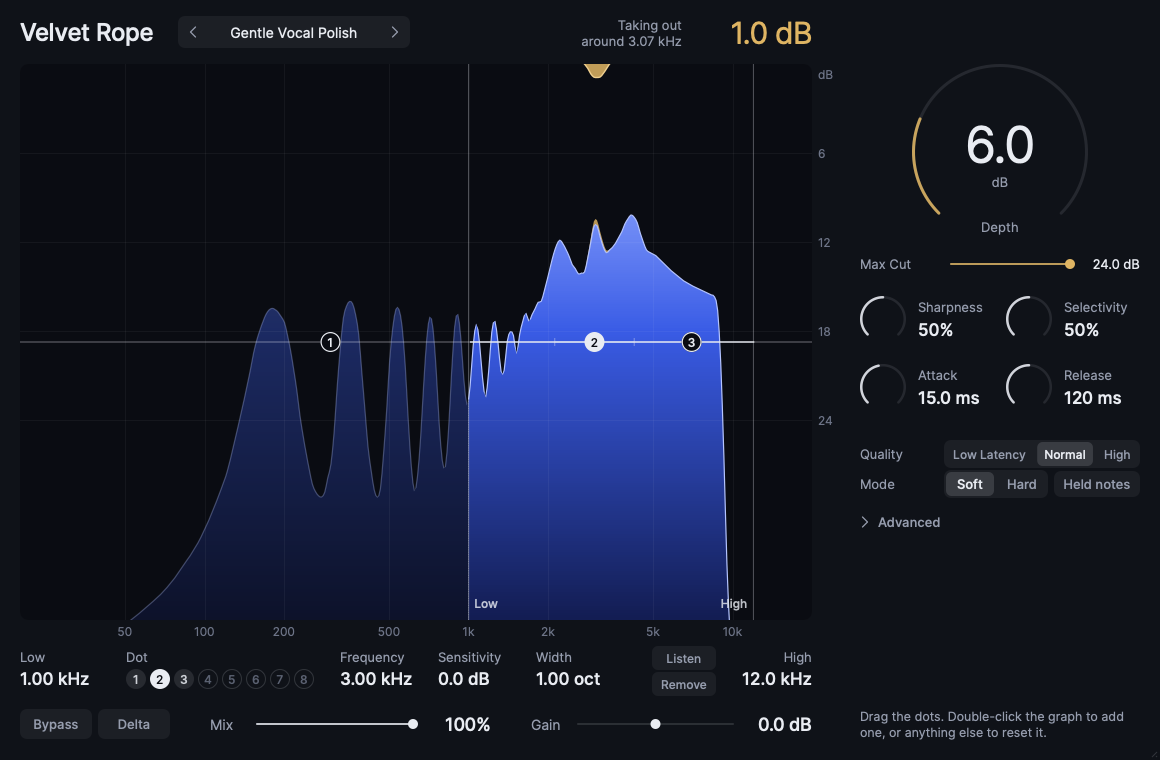 Velvet Rope
Gentle Vocal Polish
Taking out
around 3.07 kHz
1.0 dB
dB
6
12
18
24
1
2
3
Low
High
50
100
200
500
1k
2k
5k
10k
Low
1.00 kHz
Dot
1 2 3 4 5 6 7 8
Frequency
3.00 kHz
Sensitivity
0.0 dB
Width
1.00 oct
Listen
Remove
High
12.0 kHz
Bypass
Delta
Mix
100%
Gain
0.0 dB
6.0
dB
Depth
Max Cut
24.0 dB
Sharpness
50%
Selectivity
50%
Attack
15.0 ms
Release
120 ms
Quality
Low Latency
Normal
High
Mode
Soft
Hard
Held notes
Advanced
Drag the dots. Double-click the graph to add
one, or anything else to reset it.